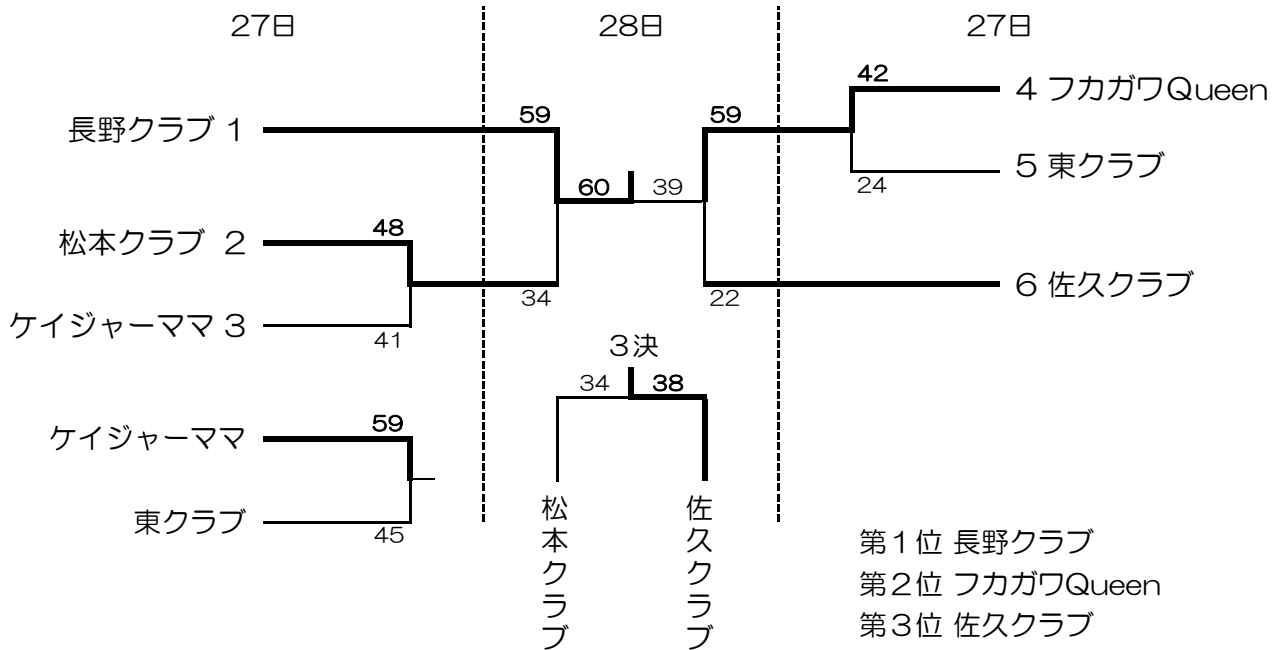 27日 28日 27日
42
4 フカガワQueen
59 59
長野クラブ 1
5 東クラブ
24
60 39
48
松本クラブ 2
6 佐久クラブ
34 22
ケイジャーママ 3
41
3決
34 38
59
ケイジャーママ
東クラブ
45
松本クラブ
佐久クラブ
第1位 長野クラブ
第2位 フカガワQueen
第3位 佐久クラブ